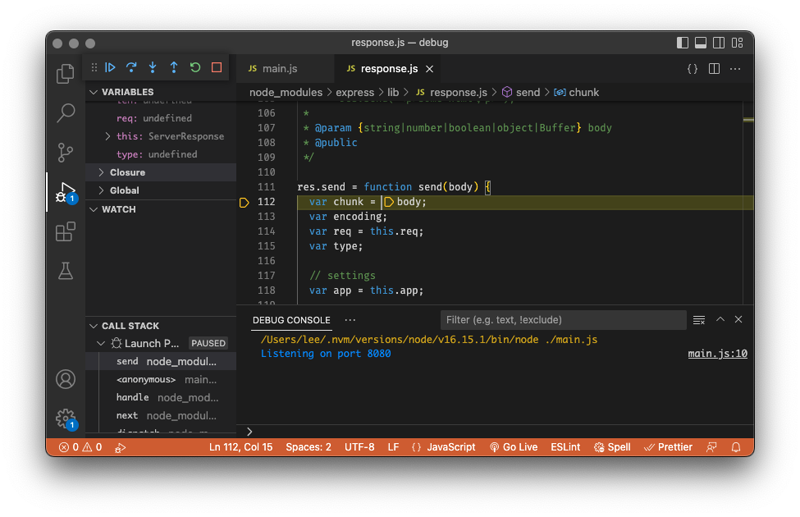 response.js — debug
VARIABLES
req: undefined
this: ServerResponse
type: undefined
Closure
Global
WATCH
CALL STACK
Launch P... PAUSED
send node_modul...
<anonymous> main...
handle node_mod...
next node_modul...
JS main.js
JS response.js
node_modules > express > lib > JS response.js > send > chunk
106 *
107 * @param {string|number|boolean|object|Buffer} body
108 * @public
109 */
110
111 res.send = function send(body) {
112 var chunk = body;
113 var encoding;
114 var req = this.req;
115 var type;
116
117 // settings
118 var app = this.app;
DEBUG CONSOLE ... Filter (e.g. text, !exclude)
/Users/lee/.nvm/versions/node/v16.15.1/bin/node ./main.js
Listening on port 8080 main.js:10
1
1
0 0 Ln 112, Col 15 Spaces: 2 UTF-8 LF {} JavaScript Go Live ESLint Spell Prettier